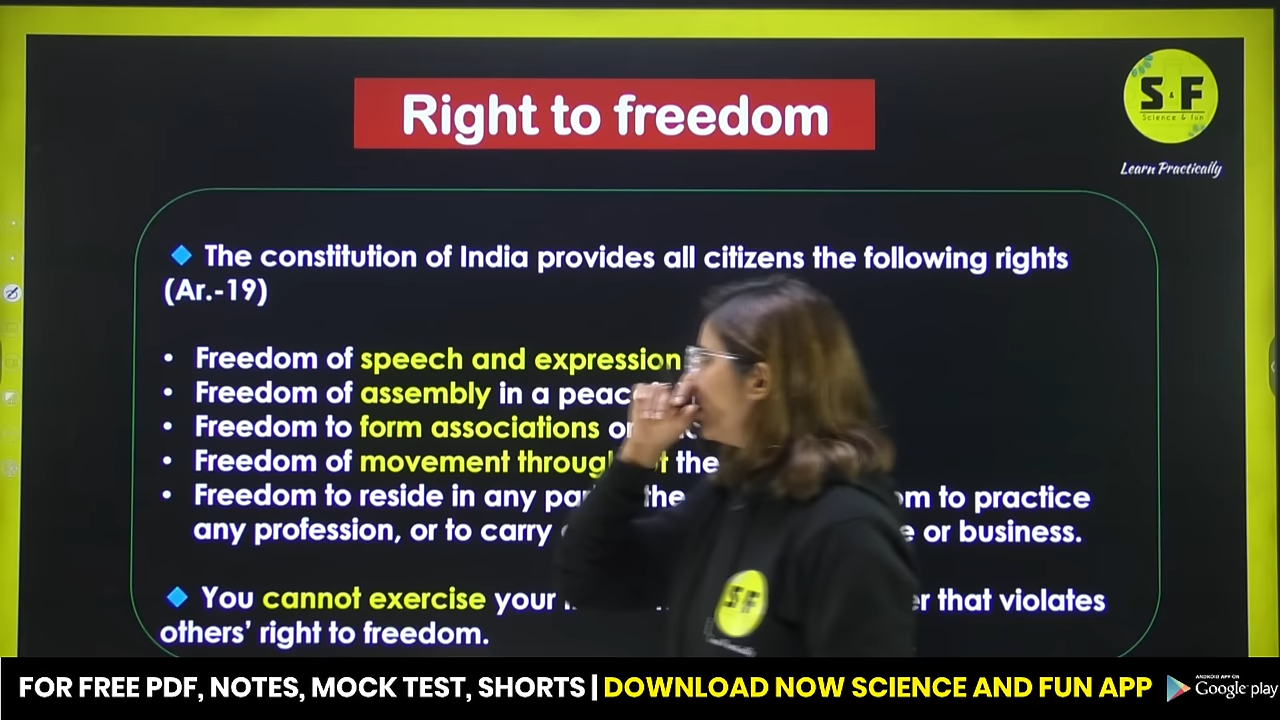 Right to freedom
S & F
Science & fun
Learn Practically
The constitution of India provides all citizens the following rights
(Ar.-19)
• Freedom of speech and expression
• Freedom of assembly in a
• Freedom to form associations
• Freedom of movement the
• Freedom to reside in any the to practice
any profession, or to carry or business.
You cannot exercise your that violates
others’ right to freedom.
SF
FOR FREE PDF, NOTES, MOCK TEST, SHORTS | DOWNLOAD NOW SCIENCE AND FUN APP
ANDROID APP ON
Google play